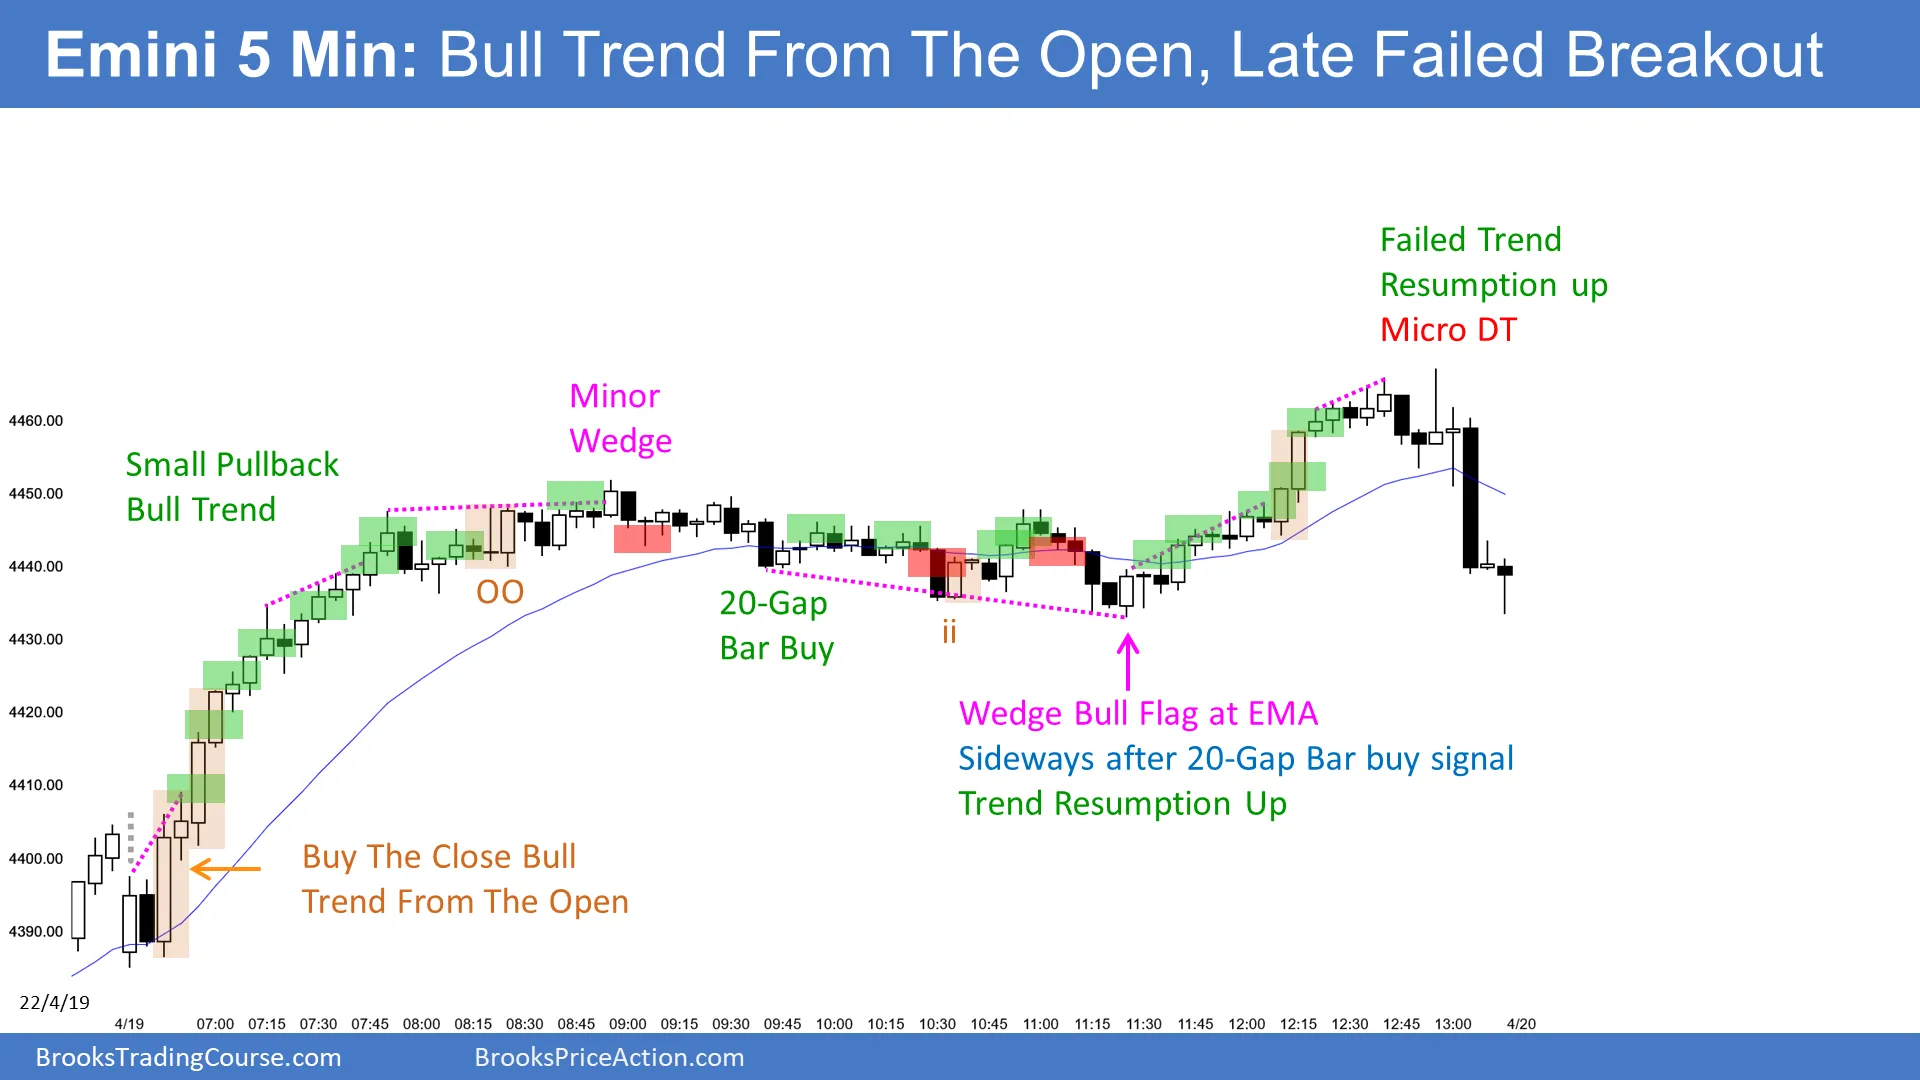 Emini 5 Min: Bull Trend From The Open, Late Failed Breakout
Failed Trend
Resumption up
Micro DT
Minor
Wedge
Small Pullback
Bull Trend
OO
20-Gap
Bar Buy
ii
Wedge Bull Flag at EMA
Sideways after 20-Gap Bar buy signal
Trend Resumption Up
Buy The Close Bull
Trend From The Open
4460.00
4450.00
4440.00
4430.00
4420.00
4410.00
4400.00
4390.00
22/4/19
4/19 07:00 07:15 07:30 07:45 08:00 08:15 08:30 08:45 09:00 09:15 09:30 09:45 10:00 10:15 10:30 10:45 11:00 11:15 11:30 11:45 12:00 12:15 12:30 12:45 13:00 4/20
BrooksTradingCourse.com BrooksPriceAction.com